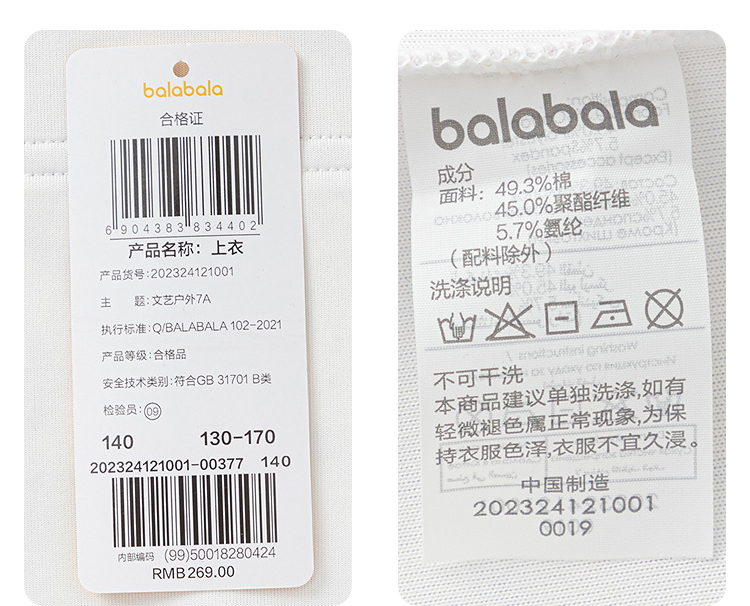 balabala
合格证
6 904383 834402
产品名称：上衣
产品货号：202324121001
主 题：文艺户外7A
执行标准：Q/BALABALA 102-2021
产品等级：合格品
安全技术类别：符合GB 31701 B类
检验员：09
140 130-170
202324121001-00377 140
内部编码 (99)50018280424
RMB269.00
balabala
成分
面料：49.3%棉
45.0%聚酯纤维
5.7%氨纶
（配料除外）
洗涤说明
不可干洗
本商品建议单独洗涤，如有
轻微褪色属正常现象，为保
持衣服色泽，衣服不宜久浸。
中国制造
202324121001
0019